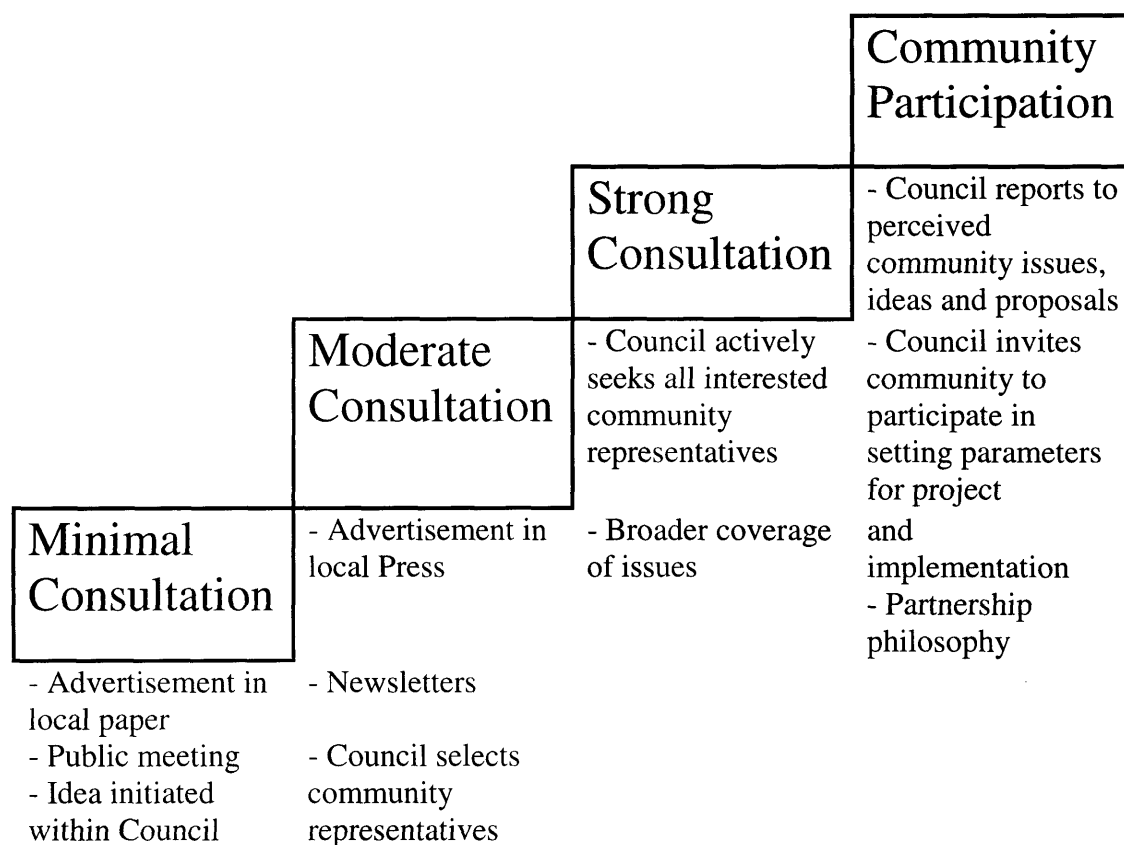 Community
Participation
- Council reports to
perceived
community issues,
ideas and proposals
- Council invites
community to
participate in
setting parameters
for project
and
implementation
- Partnership
philosophy
Strong
Consultation
- Council actively
seeks all interested
community
representatives
- Broader coverage
of issues
Moderate
Consultation
- Advertisement in
local Press
- Newsletters
- Council selects
community
representatives
Minimal
Consultation
- Advertisement in
local paper
- Public meeting
- Idea initiated
within Council